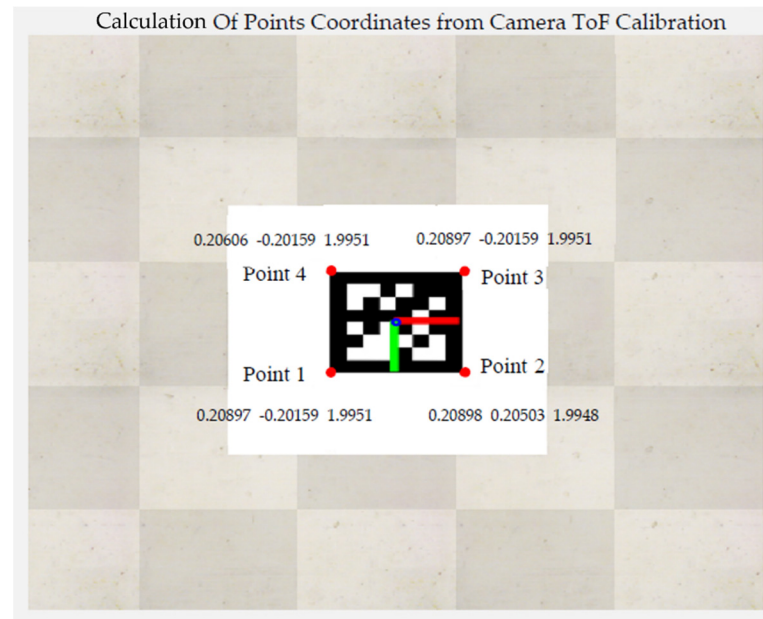 Calculation Of Points Coordinates from Camera ToF Calibration
0.20606 -0.20159 1.9951 0.20897 -0.20159 1.9951
Point 4 Point 3
Point 1 Point 2
0.20897 -0.20159 1.9951 0.20898 0.20503 1.9948